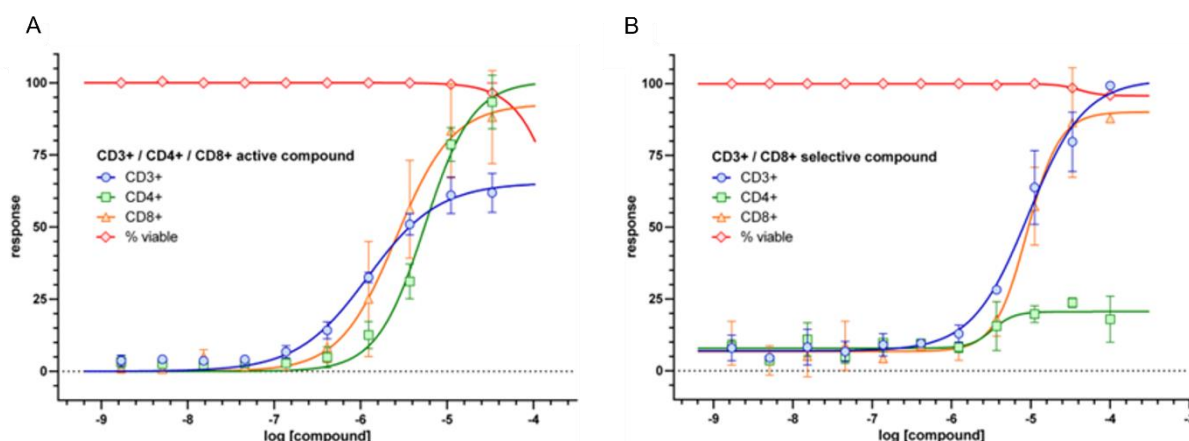 A
B
100
75
50
25
0
response
CD3+ / CD4+ / CD8+ active compound
CD3+
CD4+
CD8+
% viable
-9 -8 -7 -6 -5 -4
log [compound]
100
75
50
25
0
response
CD3+ / CD8+ selective compound
CD3+
CD4+
CD8+
% viable
-9 -8 -7 -6 -5 -4
log [compound]